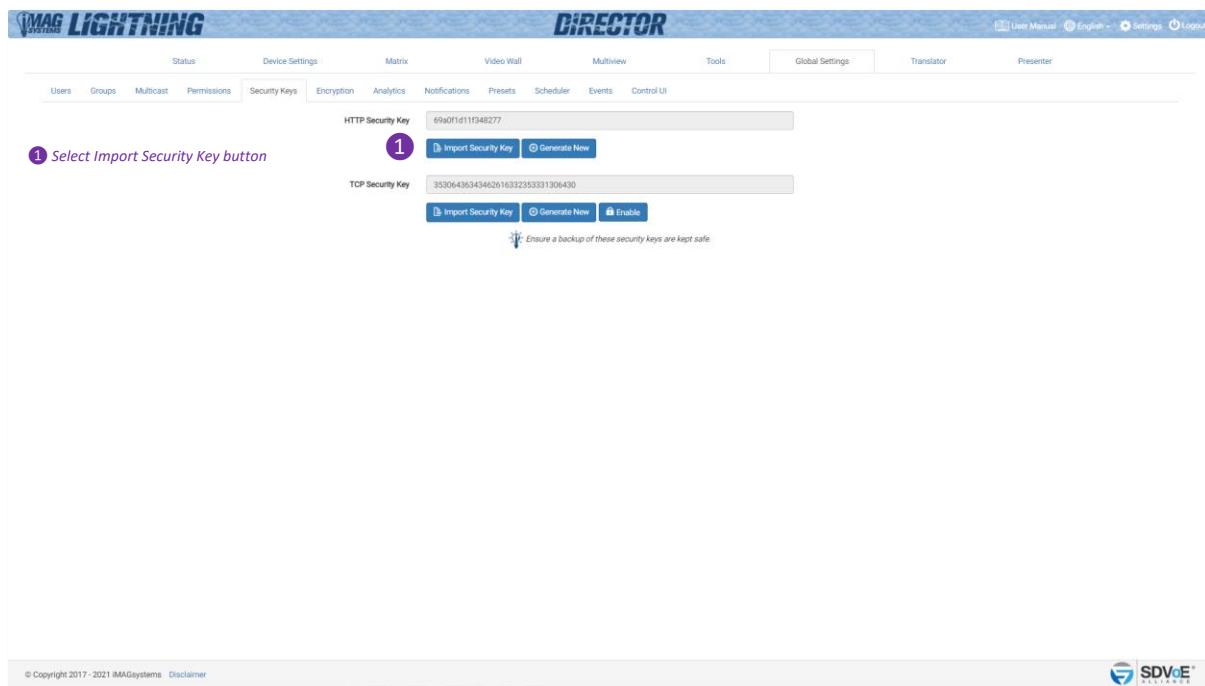 iMAG SYSTEMS LIGHTNING DIRECTOR User Manual English Settings Logout
Status Device Settings Matrix Video Wall Multiview Tools Global Settings Translator Presenter
Users Groups Multicast Permissions Security Keys Encryption Analytics Notifications Presets Scheduler Events Control UI
HTTP Security Key 69a0f1d11f348277
1 Select Import Security Key button 1 Import Security Key Generate New
TCP Security Key 35306436343462616332353331306430
Import Security Key Generate New Enable
Ensure a backup of these security keys are kept safe.
© Copyright 2017 - 2021 iMAGsystems Disclaimer SDVoE ALLIANCE